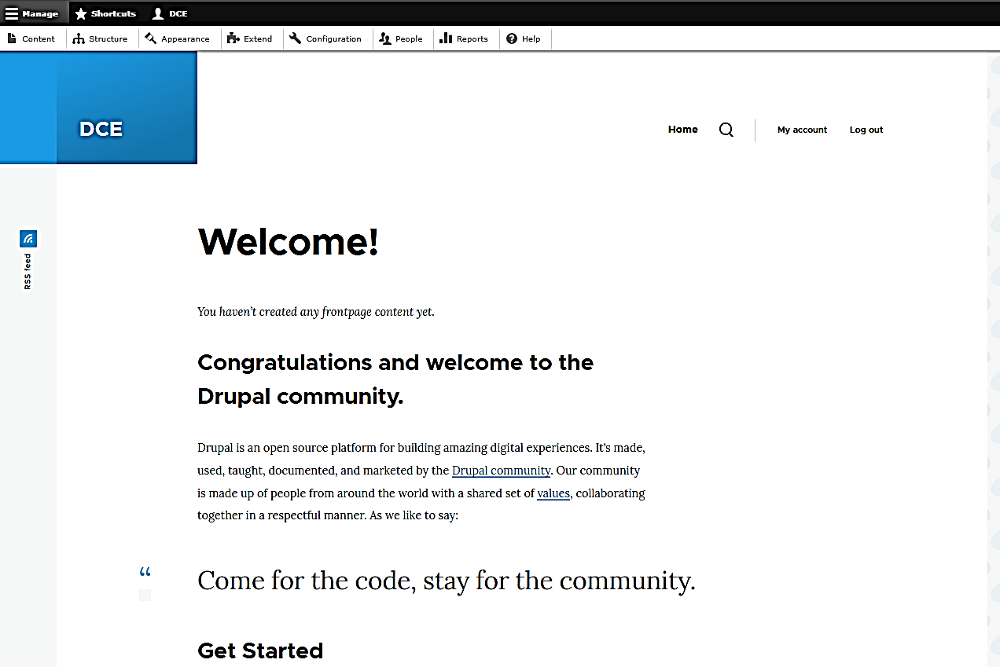 Manage Shortcuts DCE
Content Structure Appearance Extend Configuration People Reports Help
DCE
Home My account Log out
RSS feed
Welcome!
You haven’t created any frontpage content yet.
Congratulations and welcome to the
Drupal community.
Drupal is an open source platform for building amazing digital experiences. It’s made,
used, taught, documented, and marketed by the Drupal community. Our community
is made up of people from around the world with a shared set of values, collaborating
together in a respectful manner. As we like to say:
“
Come for the code, stay for the community.
Get Started